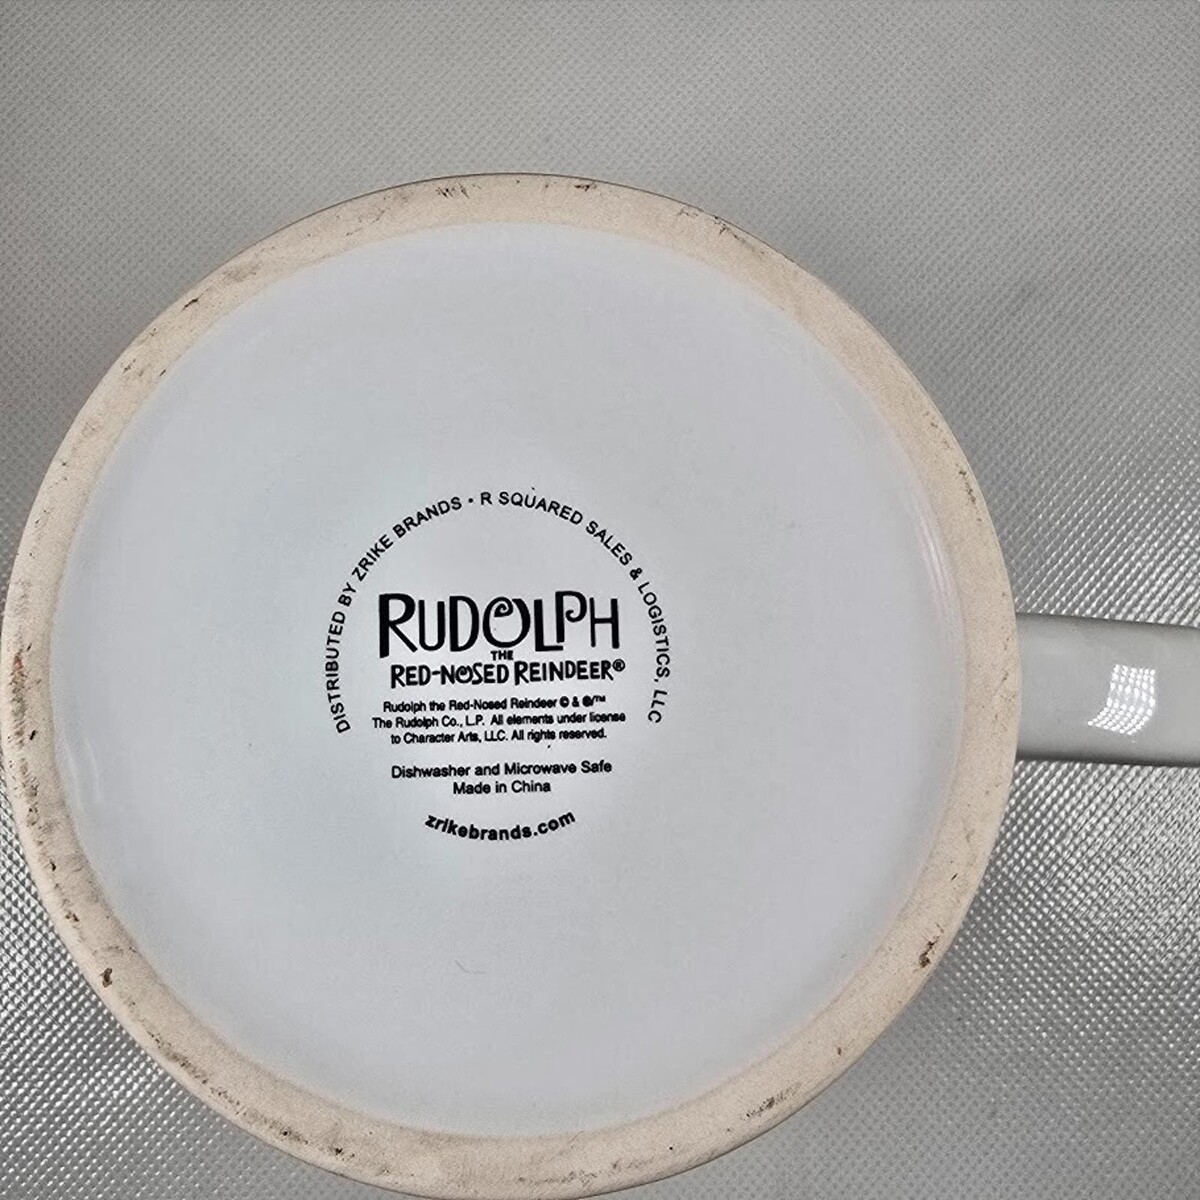 DISTRIBUTED BY ZRIKE BRANDS • R SQUARED SALES & LOGISTICS, LLC
RUDOLPH
THE
RED-NOSED REINDEER®
Rudolph the Red-Nosed Reindeer © & ®/™
The Rudolph Co., L.P. All elements under license
to Character Arts, LLC. All rights reserved.
Dishwasher and Microwave Safe
Made in China
zrikebrands.com